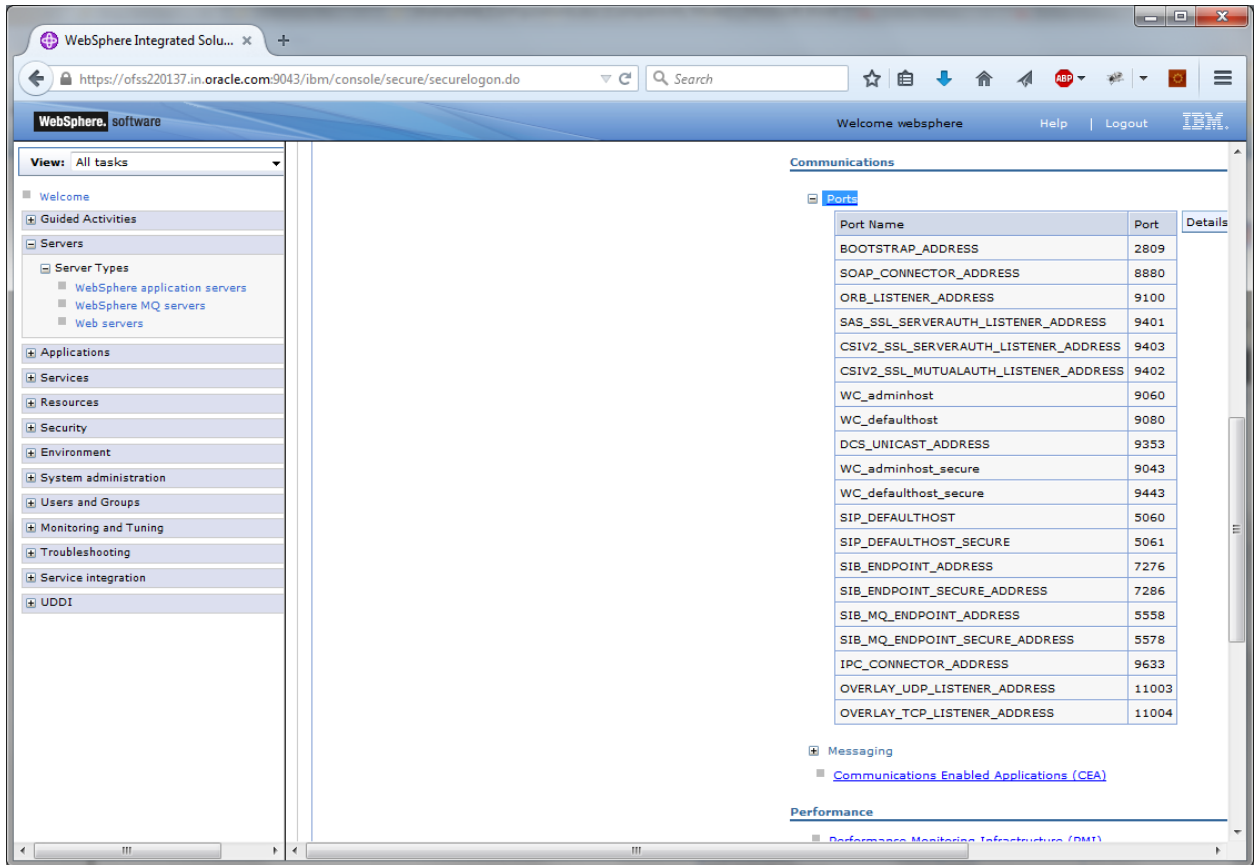 WebSphere Integrated Solu...
https://ofss220137.in.oracle.com:9043/ibm/console/secure/securelogon.do
Search
ABP
WebSphere. software
Welcome websphere
Help | Logout
IBM.
View: All tasks
Welcome
Guided Activities
Servers
Server Types
WebSphere application servers
WebSphere MQ servers
Web servers
Applications
Services
Resources
Security
Environment
System administration
Users and Groups
Monitoring and Tuning
Troubleshooting
Service integration
UDDI
Communications
Ports
Port Name Port Details
BOOTSTRAP_ADDRESS 2809
SOAP_CONNECTOR_ADDRESS 8880
ORB_LISTENER_ADDRESS 9100
SAS_SSL_SERVERAUTH_LISTENER_ADDRESS 9401
CSIV2_SSL_SERVERAUTH_LISTENER_ADDRESS 9403
CSIV2_SSL_MUTUALAUTH_LISTENER_ADDRESS 9402
WC_adminhost 9060
WC_defaulthost 9080
DCS_UNICAST_ADDRESS 9353
WC_adminhost_secure 9043
WC_defaulthost_secure 9443
SIP_DEFAULTHOST 5060
SIP_DEFAULTHOST_SECURE 5061
SIB_ENDPOINT_ADDRESS 7276
SIB_ENDPOINT_SECURE_ADDRESS 7286
SIB_MQ_ENDPOINT_ADDRESS 5558
SIB_MQ_ENDPOINT_SECURE_ADDRESS 5578
IPC_CONNECTOR_ADDRESS 9633
OVERLAY_UDP_LISTENER_ADDRESS 11003
OVERLAY_TCP_LISTENER_ADDRESS 11004
Messaging
Communications Enabled Applications (CEA)
Performance
Performance Monitoring Infrastructure (PMI)